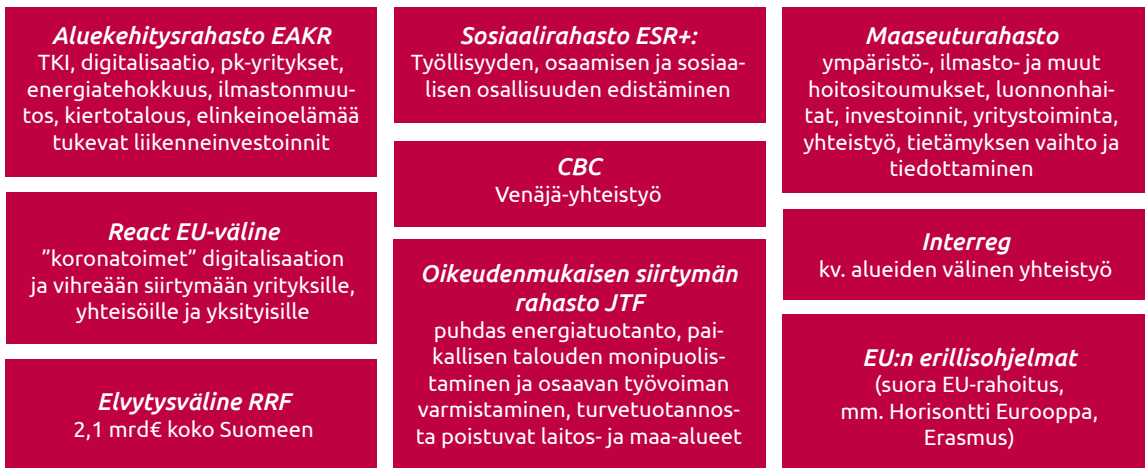 Aluekehitysrahasto EAKR
TKI, digitalisaatio, pk-yritykset,
energiatehokkuus, ilmastonmuu-
tos, kiertotalous, elinkeinoelämää
tukevat liikenneinvestoinnit
React EU-väline
”koronatoimet” digitalisaation
ja vihreään siirtymään yrityksille,
yhteisöille ja yksityisille
Elvytysväline RRF
2,1 mrd€ koko Suomeen
Sosiaalirahasto ESR+:
Työllisyyden, osaamisen ja sosiaa-
lisen osallisuuden edistäminen
CBC
Venäjä-yhteistyö
Oikeudenmukaisen siirtymän
rahasto JTF
puhdas energiatuotanto, pai-
kallisen talouden monipuolis-
taminen ja osaavan työvoiman
varmistaminen, turvetuotannos-
ta poistuvat laitos- ja maa-alueet
Maaseuturahasto
ympäristö-, ilmasto- ja muut
hoitositoumukset, luonnonhai-
tat, investoinnit, yritystoiminta,
yhteistyö, tietämyksen vaihto ja
tiedottaminen
Interreg
kv. alueiden välinen yhteistyö
EU:n erillisohjelmat
(suora EU-rahoitus,
mm. Horisontti Eurooppa,
Erasmus)